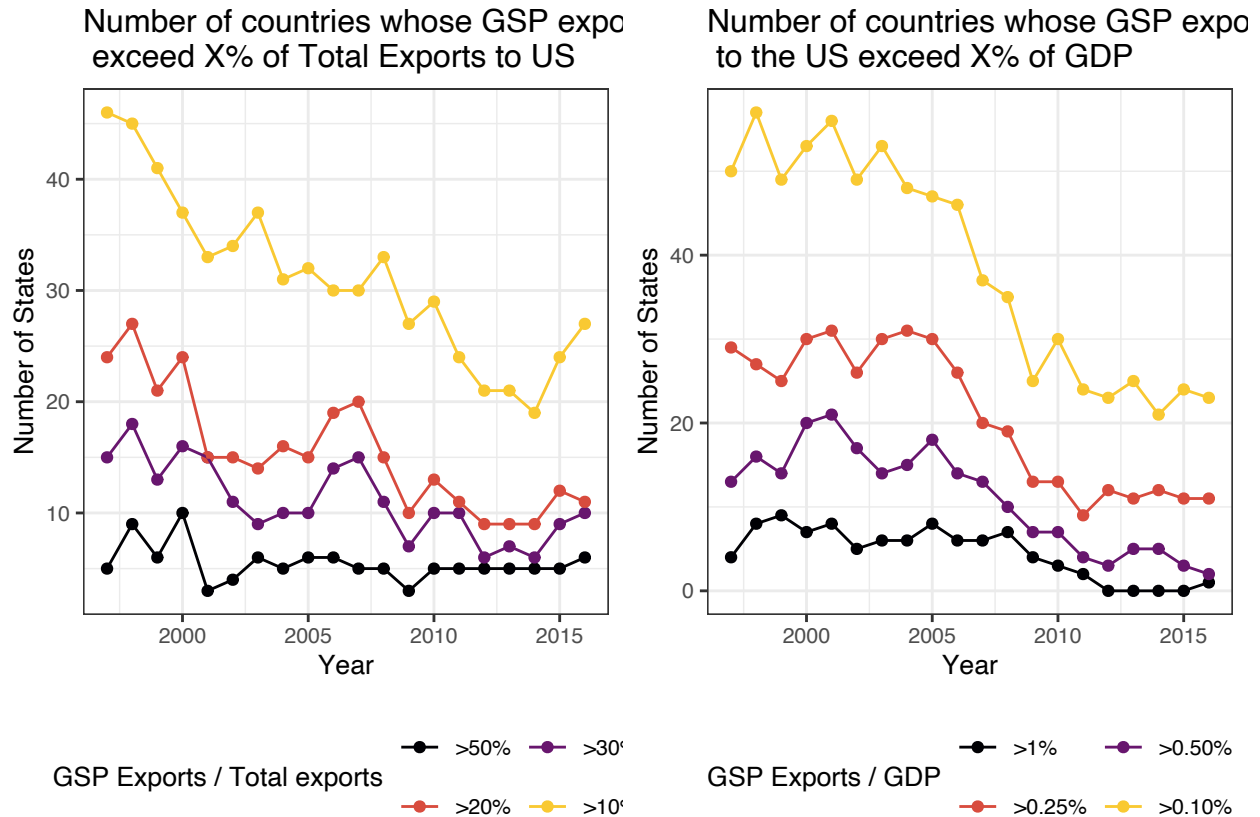 Number of countries whose GSP expo
exceed X% of Total Exports to US
Number of States
40
30
20
10
2000 2005 2010 2015
Year
GSP Exports / Total exports
>50% >30%
>20% >10%
Number of countries whose GSP expo
to the US exceed X% of GDP
Number of States
40
20
0
2000 2005 2010 2015
Year
GSP Exports / GDP
>1% >0.50%
>0.25% >0.10%